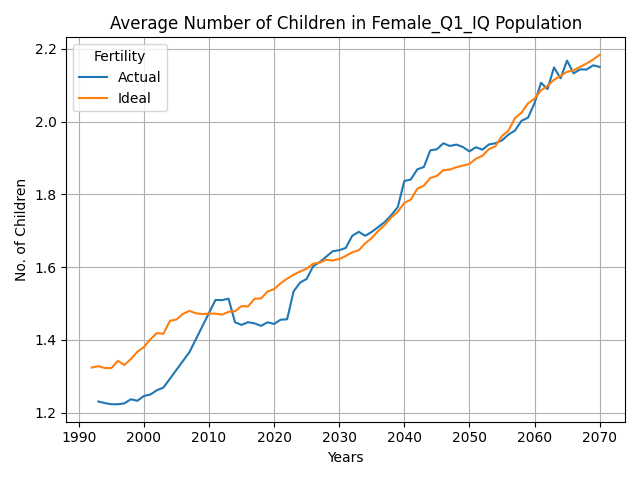 Average Number of Children in Female_Q1_IQ Population
Fertility
Actual
Ideal
No. of Children
2.2
2.0
1.8
1.6
1.4
1.2
1990 2000 2010 2020 2030 2040 2050 2060 2070
Years